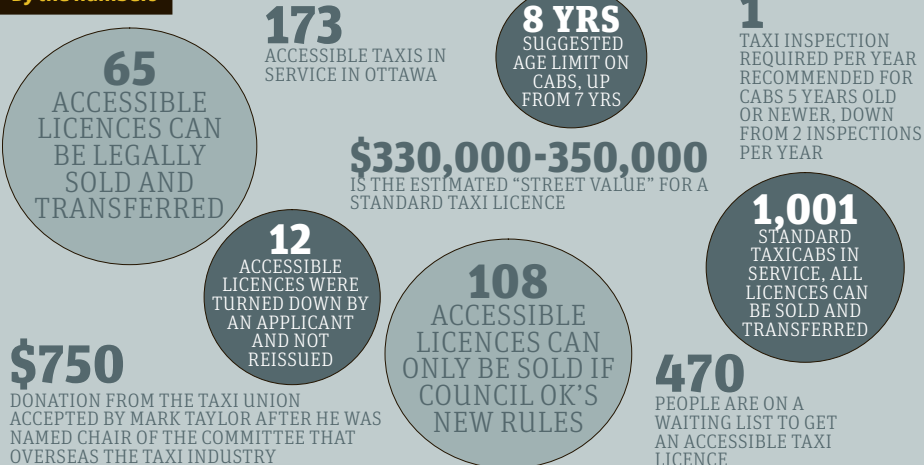 By the numbers
65
ACCESSIBLE
LICENCES CAN
BE LEGALLY
SOLD AND
TRANSFERRED
173
ACCESSIBLE TAXIS IN
SERVICE IN OTTAWA
8 YRS
SUGGESTED
AGE LIMIT ON
CABS, UP
FROM 7 YRS
1
TAXI INSPECTION
REQUIRED PER YEAR
RECOMMENDED FOR
CABS 5 YEARS OLD
OR NEWER, DOWN
FROM 2 INSPECTIONS
PER YEAR
$330,000-350,000
IS THE ESTIMATED “STREET VALUE” FOR A
STANDARD TAXI LICENCE
12
ACCESSIBLE
LICENCES WERE
TURNED DOWN BY
AN APPLICANT
AND NOT
REISSUED
108
ACCESSIBLE
LICENCES CAN
ONLY BE SOLD IF
COUNCIL OK’S
NEW RULES
1,001
STANDARD
TAXICABS IN
SERVICE, ALL
LICENCES CAN
BE SOLD AND
TRANSFERRED
$750
DONATION FROM THE TAXI UNION
ACCEPTED BY MARK TAYLOR AFTER HE WAS
NAMED CHAIR OF THE COMMITTEE THAT
OVERSEAS THE TAXI INDUSTRY
470
PEOPLE ARE ON A
WAITING LIST TO GET
AN ACCESSIBLE TAXI
LICENCE